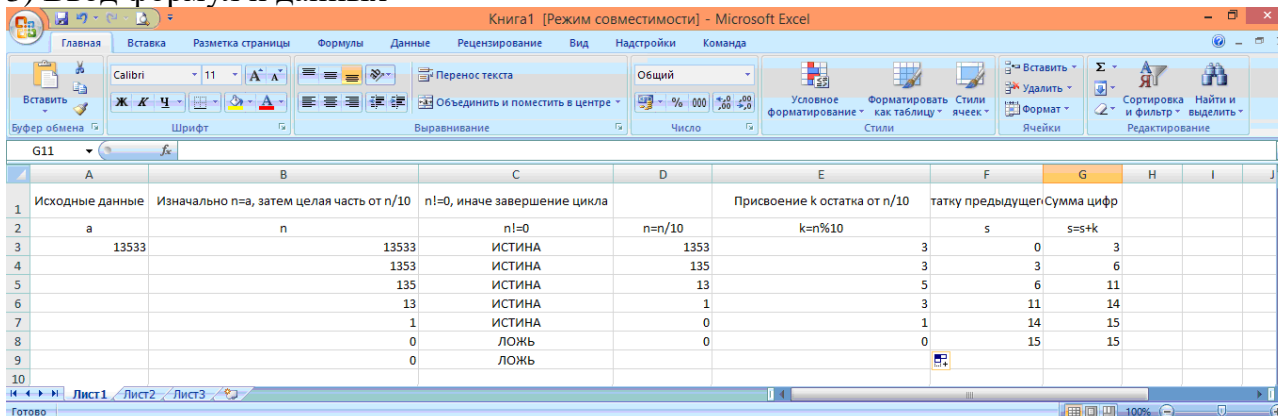 3) Ввод формул и данных
Книга1 [Режим совместимости] - Microsoft Excel
Главная Вставка Разметка страницы Формулы Данные Рецензирование Вид Надстройки Команда
Вставить
Calibri 11
Ж К Ч
Перенос текста
Объединить и поместить в центре
Общий
% 000
Условное форматирование
Форматировать как таблицу
Стили ячеек
Вставить
Удалить
Формат
Сортировка и фильтр
Найти и выделить
Буфер обмена Шрифт Выравнивание Число Стили Ячейки Редактирование
G11 fx
A B C D E F G H I J
1 Исходные данные Изначально n=a, затем целая часть от n/10 n!=0, иначе завершение цикла Присвоение k остатка от n/10 татку предыдущег Сумма цифр
2 a n n!=0 n=n/10 k=n%10 s s=s+k
3 13533 13533 ИСТИНА 1353 3 0 3
4 1353 ИСТИНА 135 3 3 6
5 135 ИСТИНА 13 5 6 11
6 13 ИСТИНА 1 3 11 14
7 1 ИСТИНА 0 1 14 15
8 0 ЛОЖЬ 0 0 15 15
9 0 ЛОЖЬ
10
Лист1 Лист2 Лист3
Готово 100%